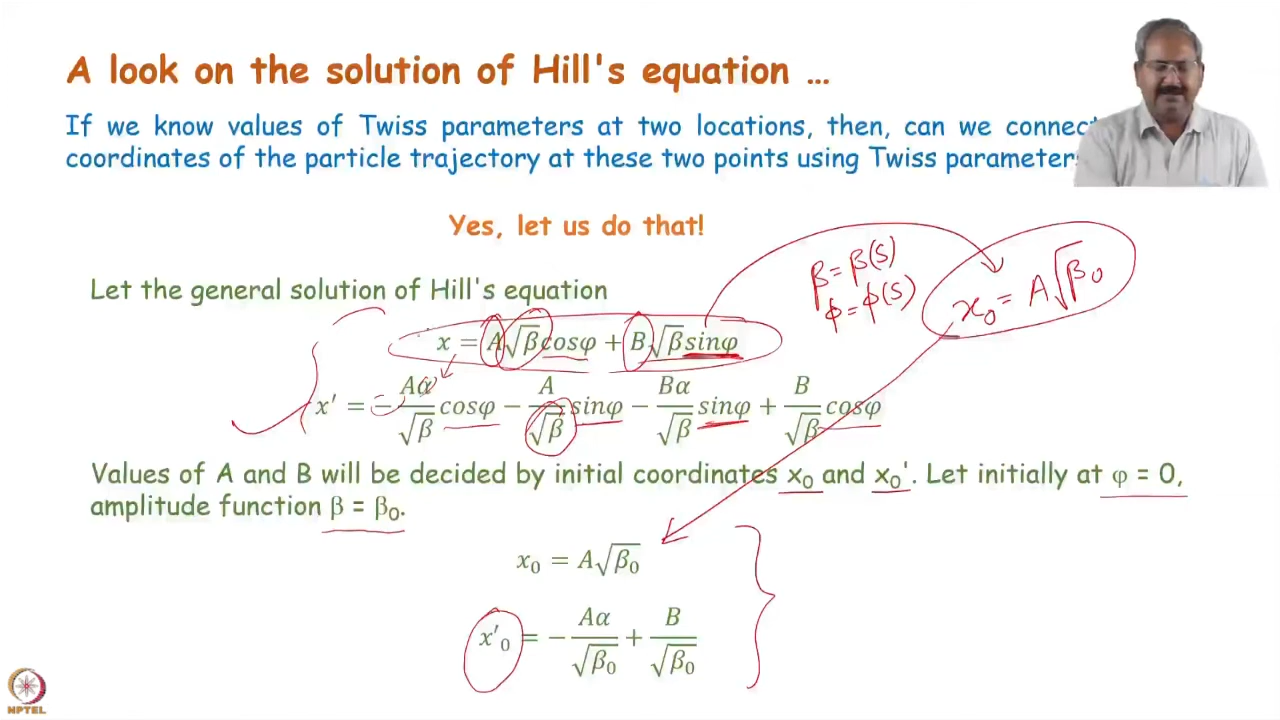 A look on the solution of Hill's equation ...
If we know values of Twiss parameters at two locations, then, can we connect
coordinates of the particle trajectory at these two points using Twiss parameter
Yes, let us do that!
β = β(s)
φ = φ(s)
x₀ = A√β₀
Let the general solution of Hill's equation
x = A√β cosφ + B√β sinφ
x′ = − Aα/√β cosφ − A/√β sinφ − Bα/√β sinφ + B/√β cosφ
Values of A and B will be decided by initial coordinates x₀ and x₀'. Let initially at φ = 0,
amplitude function β = β₀.
x₀ = A√β₀
x′₀ = − Aα/√β₀ + B/√β₀
NPTEL